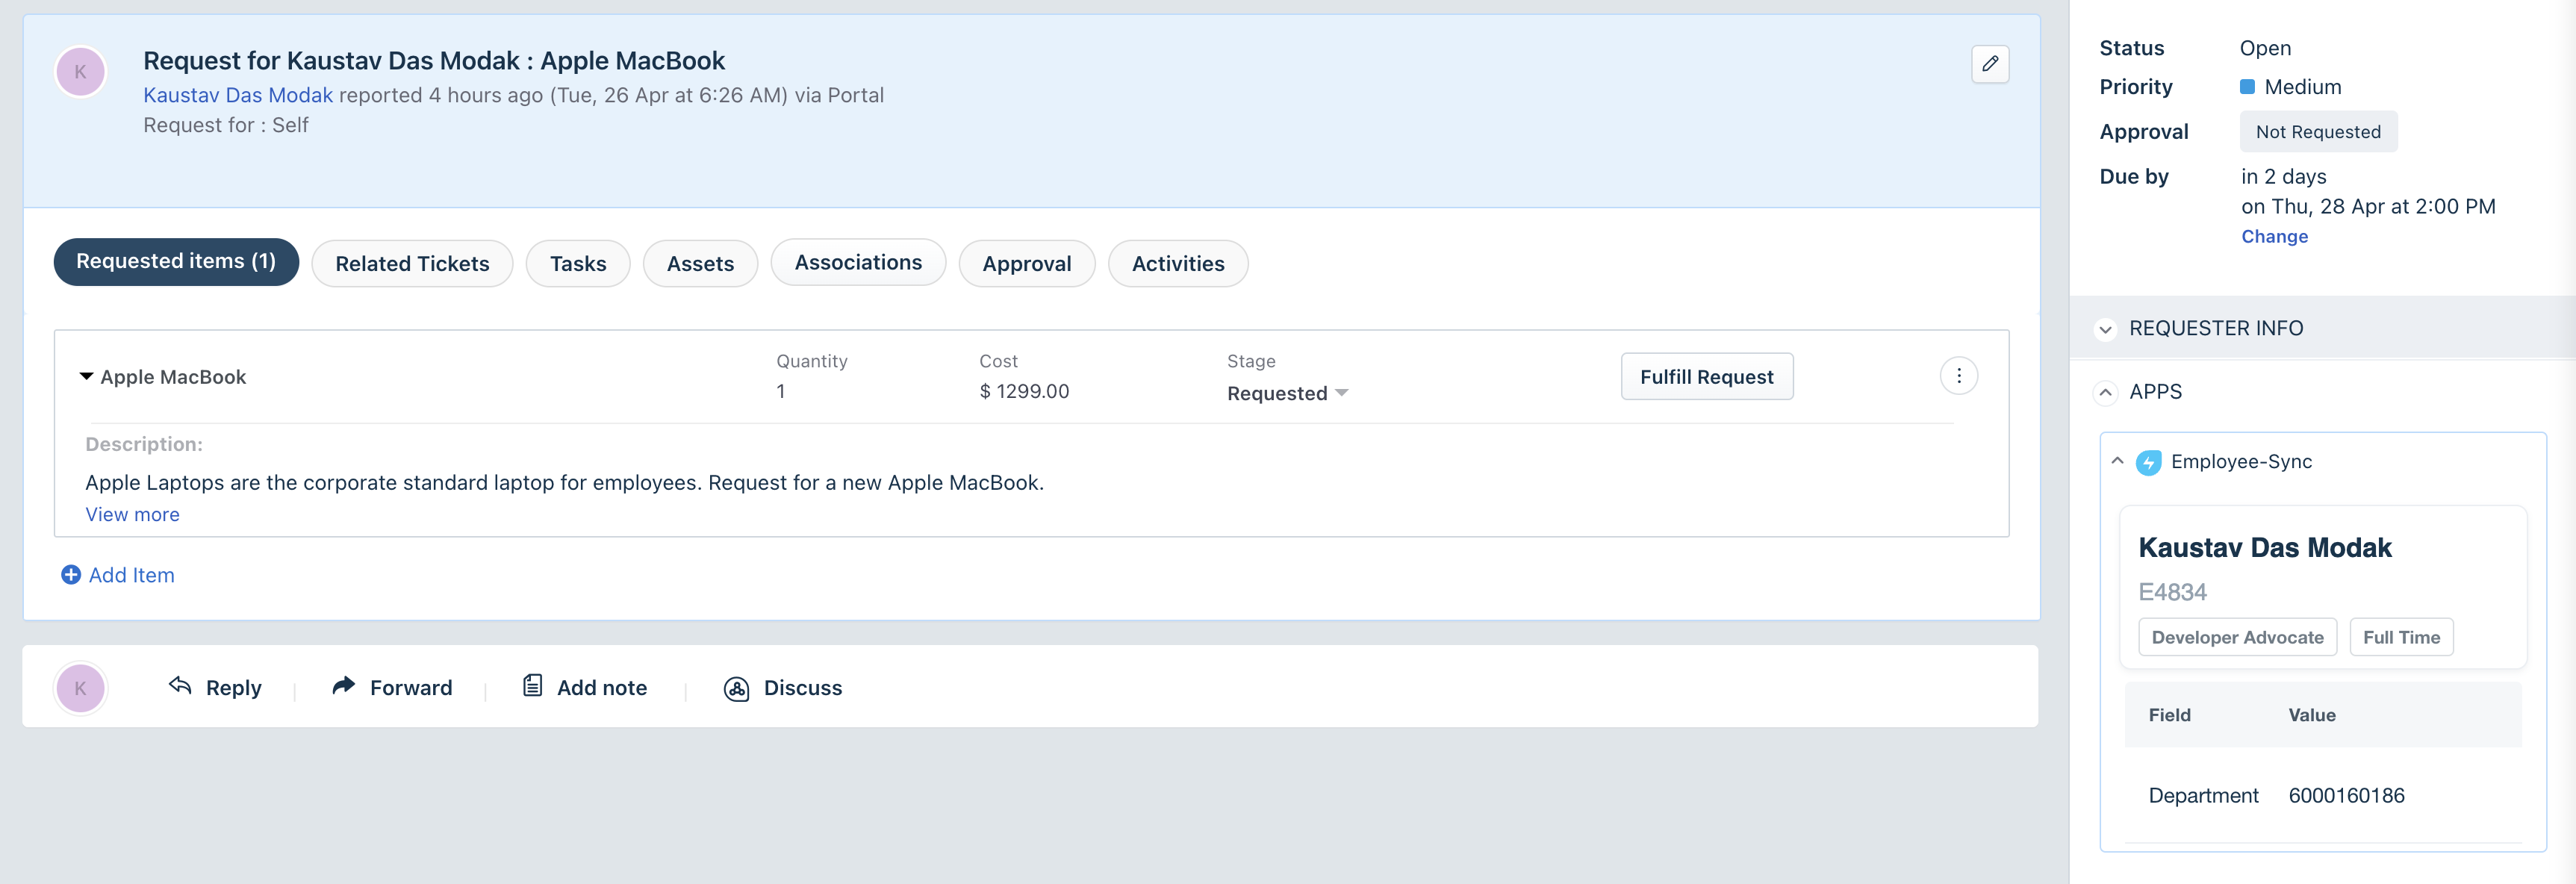 K
Request for Kaustav Das Modak : Apple MacBook
Kaustav Das Modak reported 4 hours ago (Tue, 26 Apr at 6:26 AM) via Portal
Request for : Self
Requested items (1) Related Tickets Tasks Assets Associations Approval Activities
Apple MacBook
Quantity
1
Cost
$ 1299.00
Stage
Requested
Fulfill Request
Description:
Apple Laptops are the corporate standard laptop for employees. Request for a new Apple MacBook.
View more
Add Item
K
Reply Forward Add note Discuss
Status Open
Priority Medium
Approval Not Requested
Due by in 2 days
on Thu, 28 Apr at 2:00 PM
Change
REQUESTER INFO
APPS
Employee-Sync
Kaustav Das Modak
E4834
Developer Advocate Full Time
Field Value
Department 6000160186